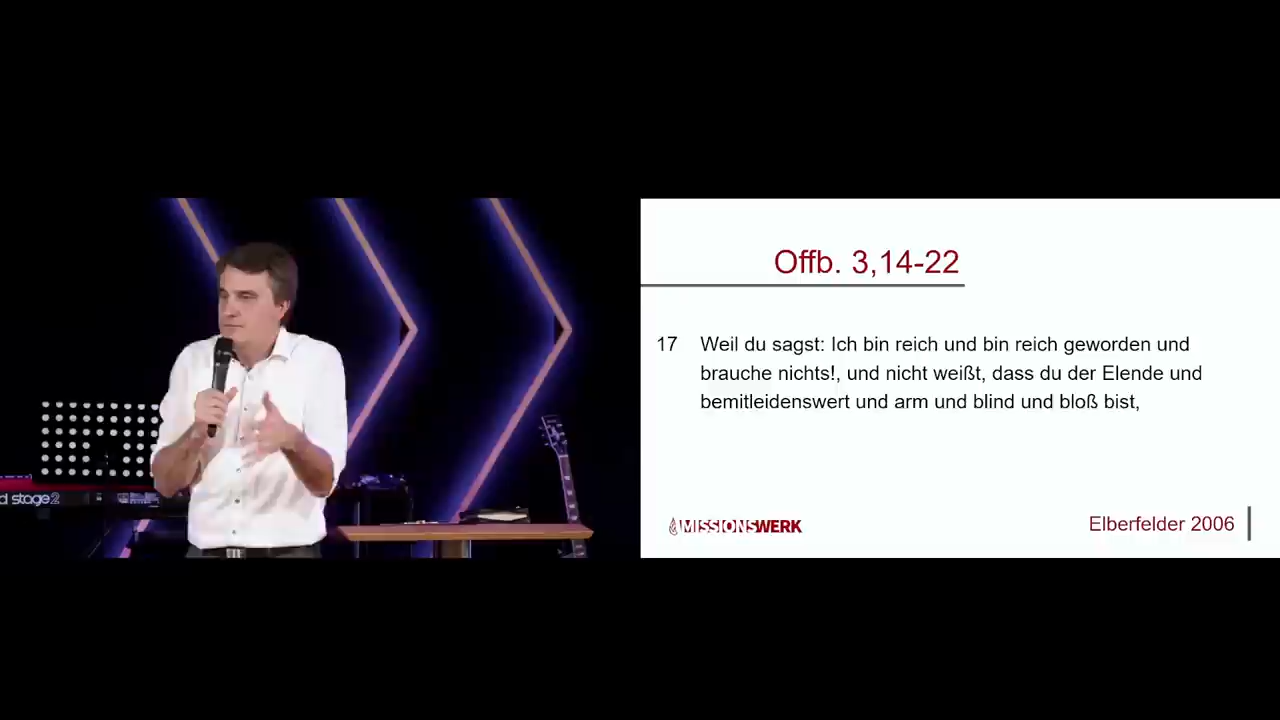 d stage2
Offb. 3,14-22
17 Weil du sagst: Ich bin reich und bin reich geworden und
brauche nichts!, und nicht weißt, dass du der Elende und
bemitleidenswert und arm und blind und bloß bist,
MISSIONSWERK
Elberfelder 2006